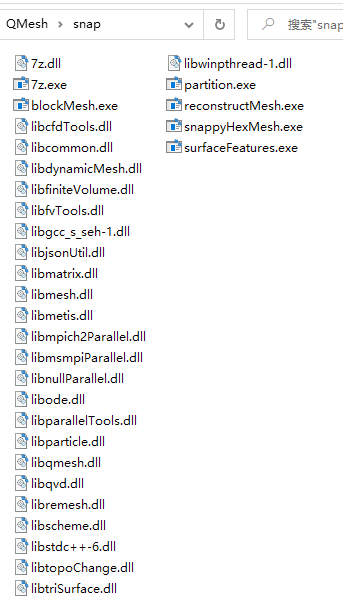 QMesh > snap
搜索"snap
7z.dll
7z.exe
blockMesh.exe
libcfdTools.dll
libcommon.dll
libdynamicMesh.dll
libfiniteVolume.dll
libfvTools.dll
libgcc_s_seh-1.dll
libjsonUtil.dll
libmatrix.dll
libmesh.dll
libmetis.dll
libmpich2Parallel.dll
libmsmpiParallel.dll
libnullParallel.dll
libode.dll
libparallelTools.dll
libparticle.dll
libqmesh.dll
libqvd.dll
libremesh.dll
libscheme.dll
libstdc++-6.dll
libtopoChange.dll
libtriSurface.dll
libwinpthread-1.dll
partition.exe
reconstructMesh.exe
snappyHexMesh.exe
surfaceFeatures.exe